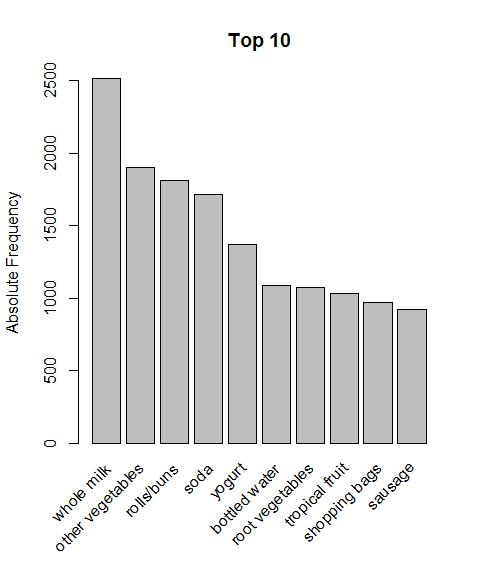 Top 10
Absolute Frequency
2500
2000
1500
1000
500
0
whole milk
other vegetables
rolls/buns
soda
yogurt
bottled water
root vegetables
tropical fruit
shopping bags
sausage